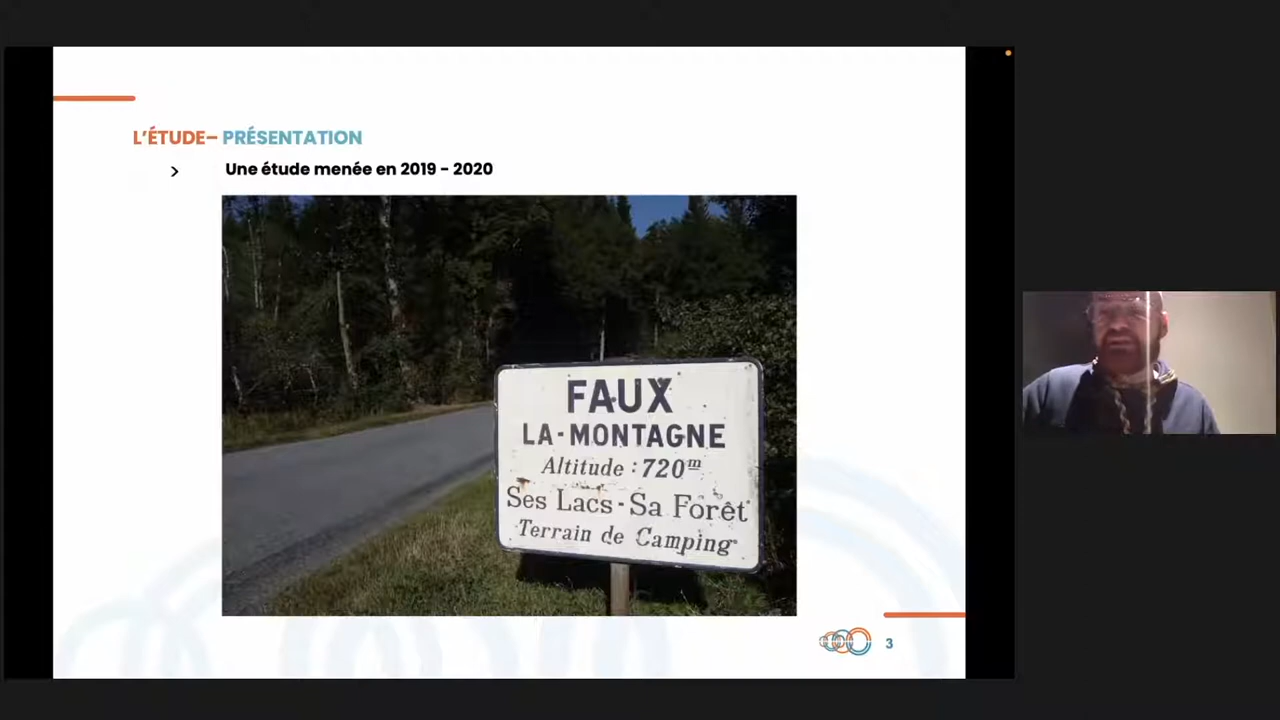 L'ÉTUDE– PRÉSENTATION
> Une étude menée en 2019 - 2020
FAUX
LA-MONTAGNE
Altitude : 720m
Ses Lacs - Sa Forêt
Terrain de Camping
3